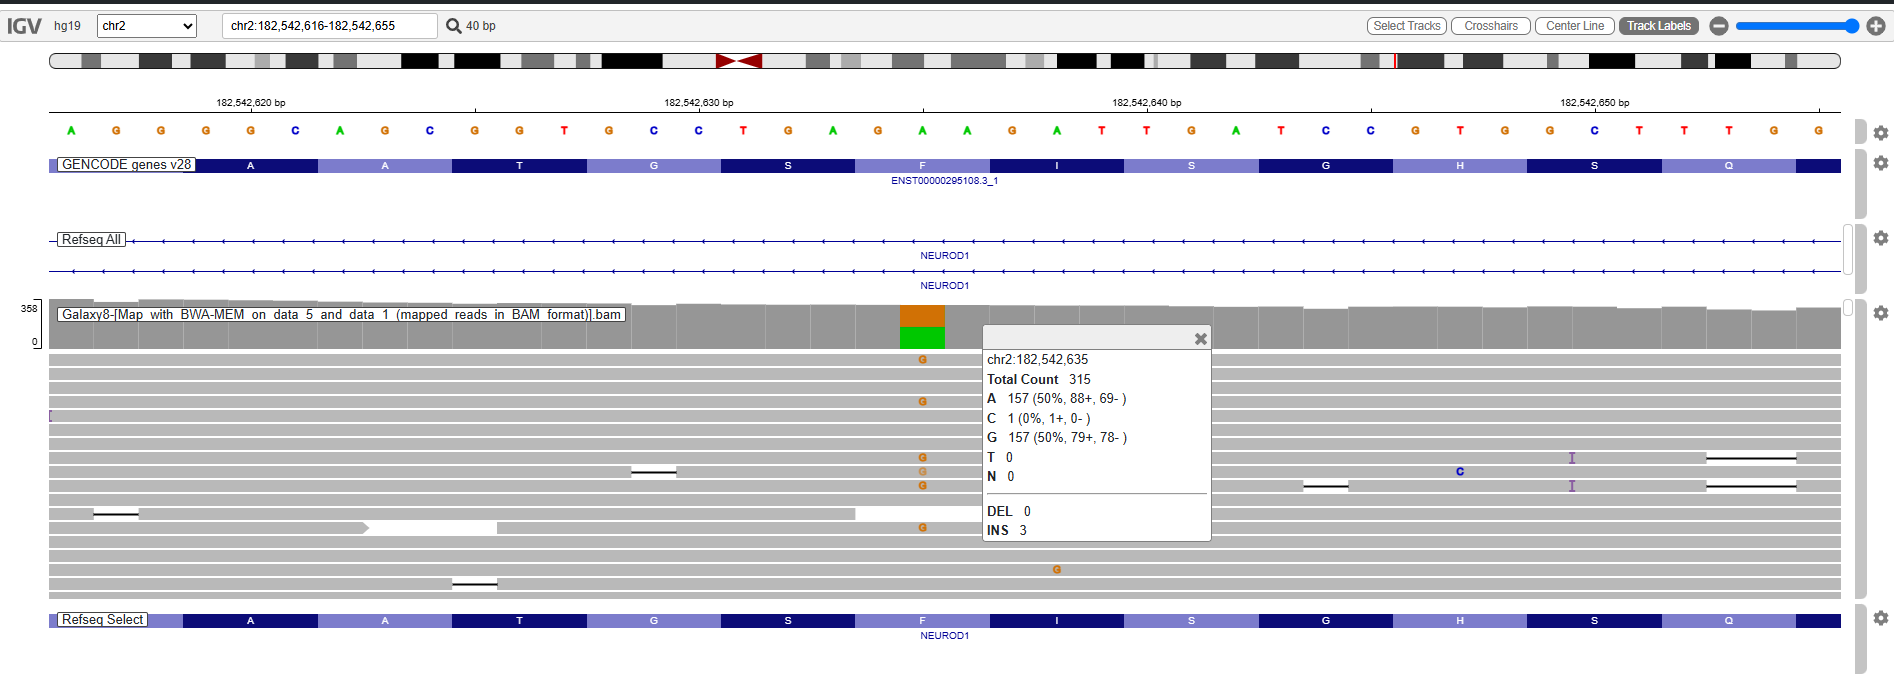 IGV hg19 chr2 chr2:182,542,616-182,542,655 40 bp Select Tracks Crosshairs Center Line Track Labels
182,542,620 bp 182,542,630 bp 182,542,640 bp 182,542,650 bp
A G G G G C A G C G G T G C C T G A G A A G A T T G A T C C G T G G C T T T G G
GENCODE genes v28 A A T G S F I S G H S Q
ENST00000295108.3_1
Refseq All
NEUROD1
NEUROD1
358
Galaxy8-[Map with BWA-MEM on data 5 and data 1 (mapped reads in BAM format)].bam
0
G
chr2:182,542,635
Total Count 315
A 157 (50%, 88+, 69- )
G
C 1 (0%, 1+, 0- )
G 157 (50%, 79+, 78- )
G
T 0
G C
N 0
G
DEL 0
G
INS 3
G
Refseq Select A A T G S F I S G H S Q
NEUROD1